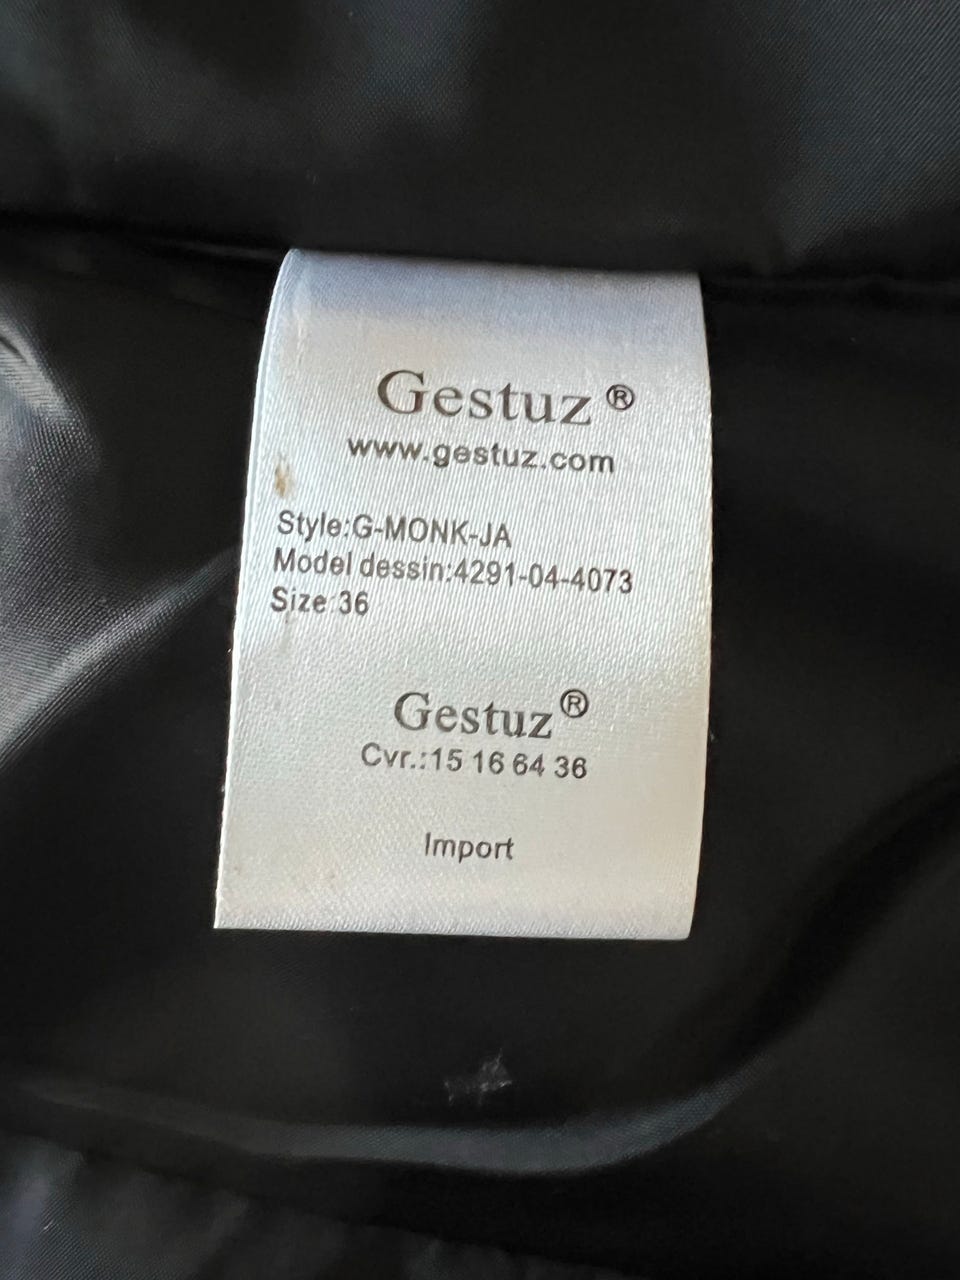 Gestuz ®
www.gestuz.com
Style:G-MONK-JA
Model dessin:4291-04-4073
Size:36
Gestuz®
Cvr.:15 16 64 36
Import